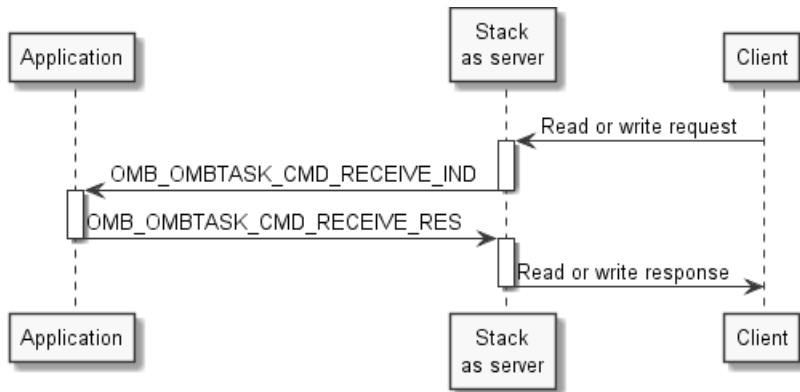 Application
Stack
as server
Client
Read or write request
OMB_OMBTASK_CMD_RECEIVE_IND
OMB_OMBTASK_CMD_RECEIVE_RES
Read or write response
Application
Stack
as server
Client